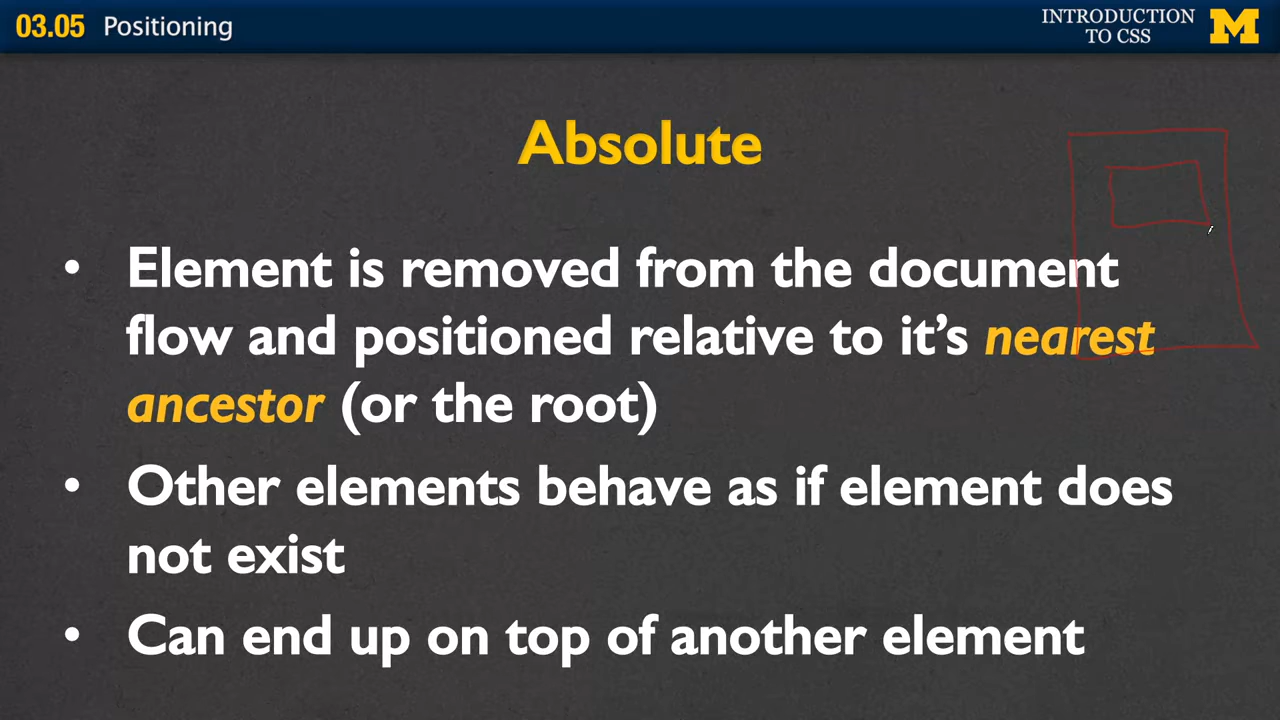 03.05 Positioning
INTRODUCTION
TO CSS
M
Absolute
• Element is removed from the document
flow and positioned relative to it’s nearest
ancestor (or the root)
• Other elements behave as if element does
not exist
• Can end up on top of another element